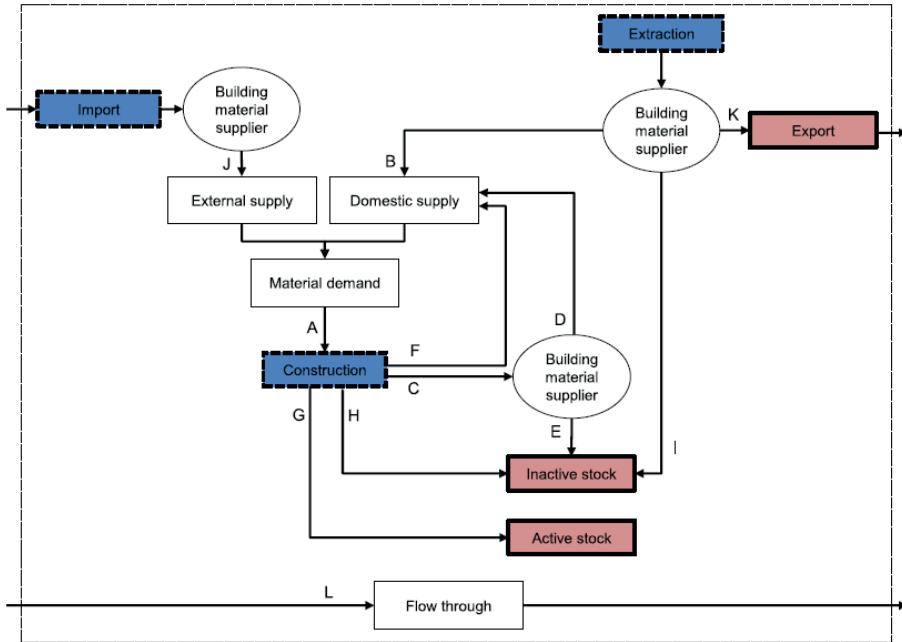 Extraction
Import
Building
material
supplier
Building
material
supplier
K
Export
J
B
External supply
Domestic supply
Material demand
A
D
F
Construction
C
Building
material
supplier
G
H
E
I
Inactive stock
Active stock
L
Flow through